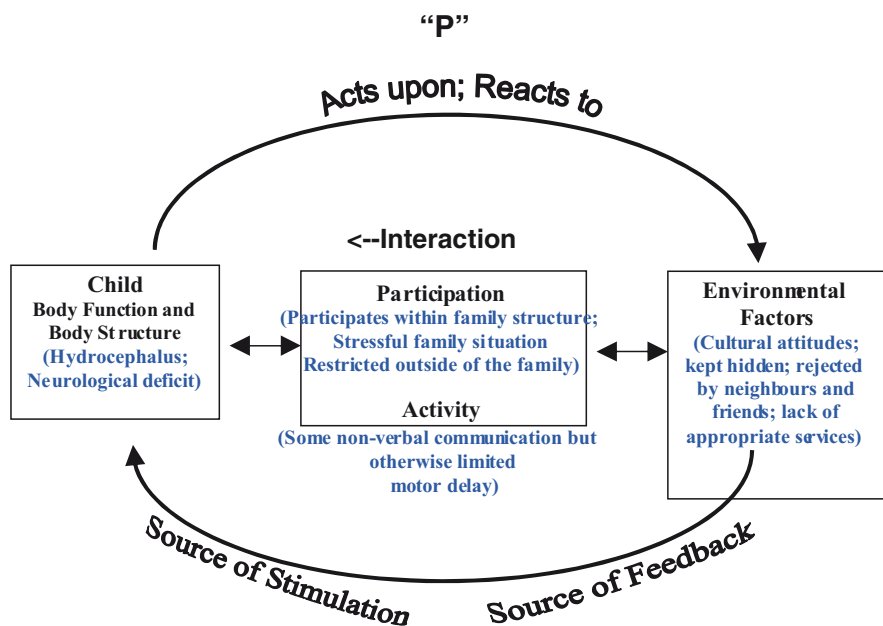 “P”
Acts upon; Reacts to
<--Interaction
Child
Body Function and
Body Structure
(Hydrocephalus;
Neurological deficit)
Participation
(Participates within family structure;
Stressful family situation
Restricted outside of the family)
Activity
(Some non-verbal communication but
otherwise limited
motor delay)
Environmental
Factors
(Cultural attitudes;
kept hidden; rejected
by neighbours and
friends; lack of
appropriate services)
Source of Stimulation
Source of Feedback